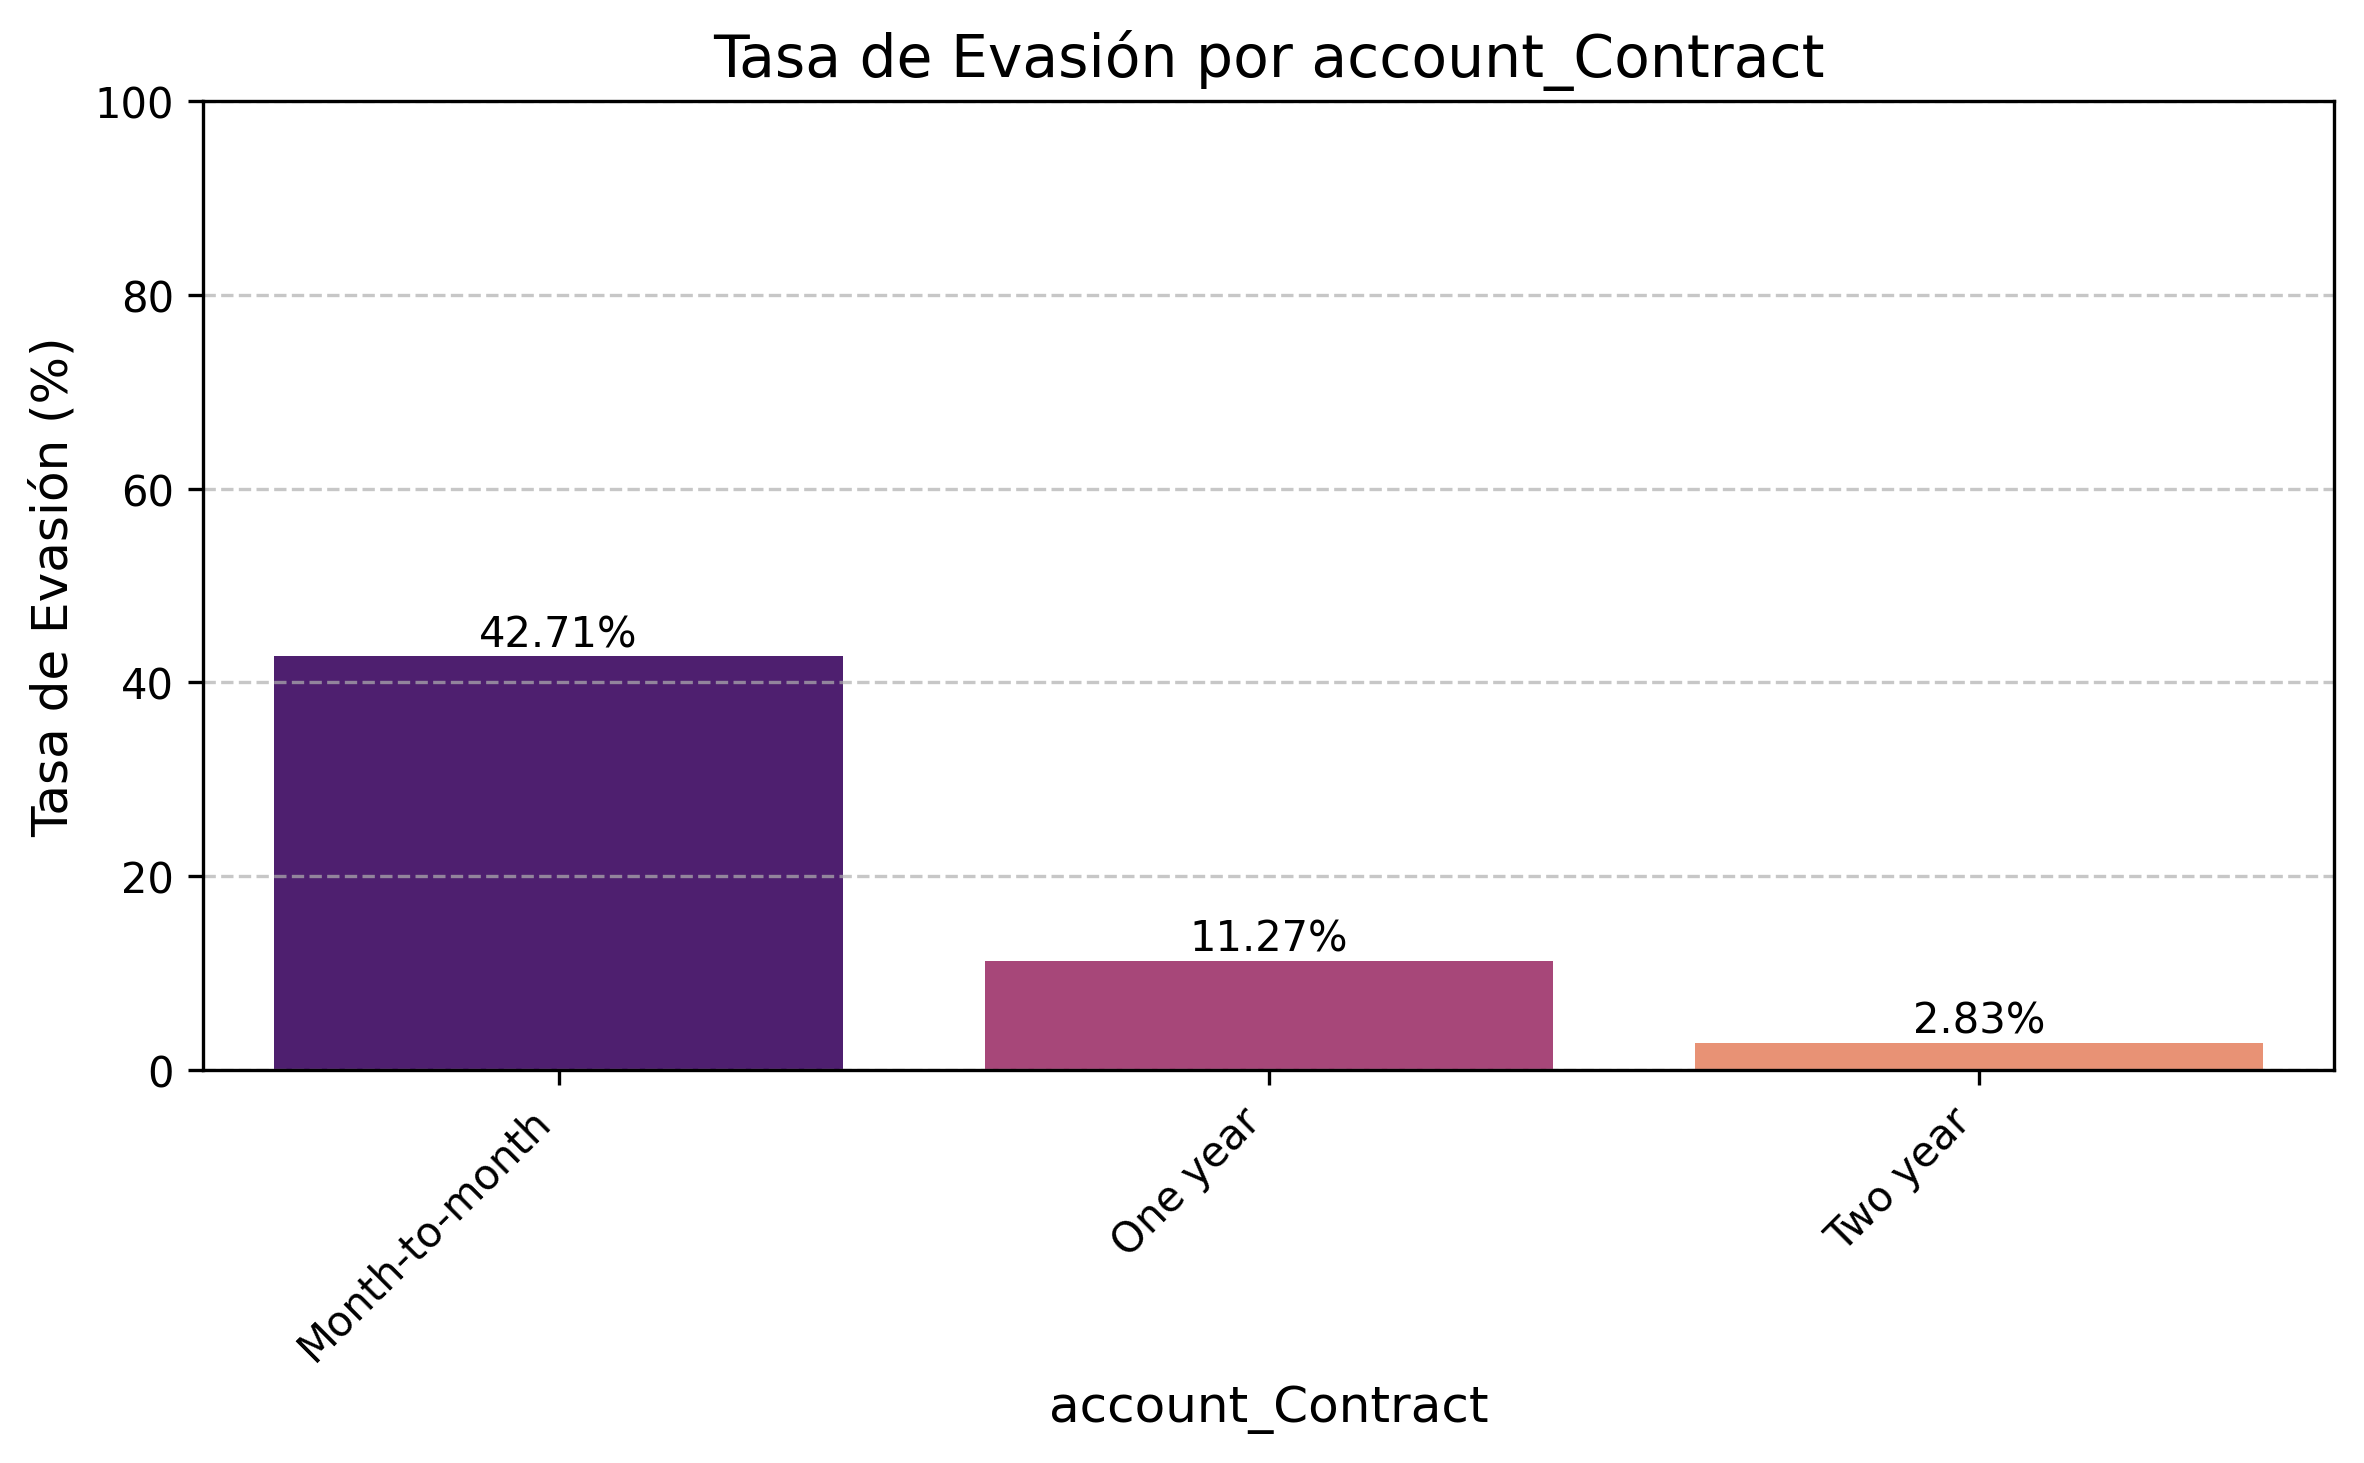 Tasa de Evasión por account_Contract
Tasa de Evasión (%)
100
80
60
40
20
0
42.71%
11.27%
2.83%
Month-to-month
One year
Two year
account_Contract